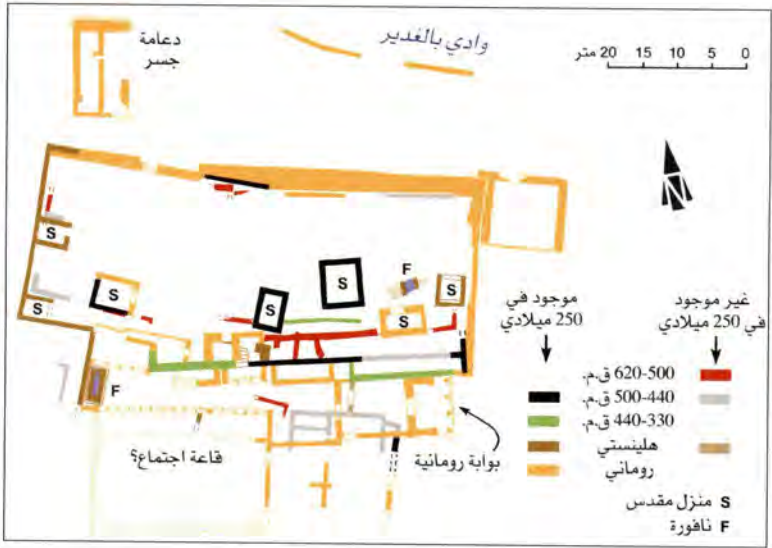 دعامة
جسر
وادي بالغدير
20 متر 15 10 5 0
S
S
S
S
S
F
S
S
F
غير موجود
في 250 ميلادي
موجود في
250 ميلادي
620-500 ق.م.
500-440 ق.م.
440-330 ق.م.
هلينستي
روماني
بوابة رومانية
قاعة اجتماع؟
S منزل مقدس
F نافورة